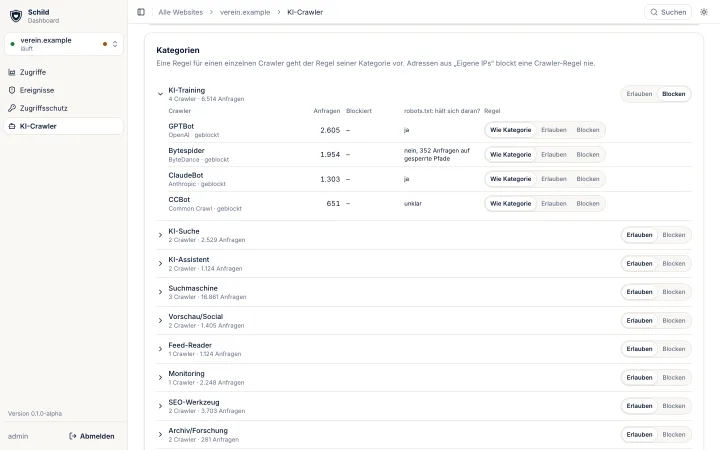 Schild
Dashboard
verein.example
läuft
Zugriffe
Ereignisse
Zugriffsschutz
KI-Crawler
Version 0.1.0-alpha
admin
Abmelden
Alle Websites > verein.example > KI-Crawler
Suchen
Kategorien
Eine Regel für einen einzelnen Crawler geht der Regel seiner Kategorie vor. Adressen aus „Eigene IPs“ blockt eine Crawler-Regel nie.
KI-Training
4 Crawler · 6.514 Anfragen
Erlauben Blocken
Crawler Anfragen Blockiert robots.txt: hält sich daran? Regel
GPTBot
OpenAI · geblockt
2.605 – ja Wie Kategorie Erlauben Blocken
Bytespider
ByteDance · geblockt
1.954 – nein, 352 Anfragen auf
gesperrte Pfade
Wie Kategorie Erlauben Blocken
ClaudeBot
Anthropic · geblockt
1.303 – ja Wie Kategorie Erlauben Blocken
CCBot
Common Crawl · geblockt
651 – unklar Wie Kategorie Erlauben Blocken
KI-Suche
2 Crawler · 2.529 Anfragen
Erlauben Blocken
KI-Assistent
2 Crawler · 1.124 Anfragen
Erlauben Blocken
Suchmaschine
3 Crawler · 16.861 Anfragen
Erlauben Blocken
Vorschau/Social
2 Crawler · 1.405 Anfragen
Erlauben Blocken
Feed-Reader
1 Crawler · 1.124 Anfragen
Erlauben Blocken
Monitoring
1 Crawler · 2.248 Anfragen
Erlauben Blocken
SEO-Werkzeug
2 Crawler · 3.703 Anfragen
Erlauben Blocken
Archiv/Forschung
2 Crawler · 281 Anfragen
Erlauben Blocken